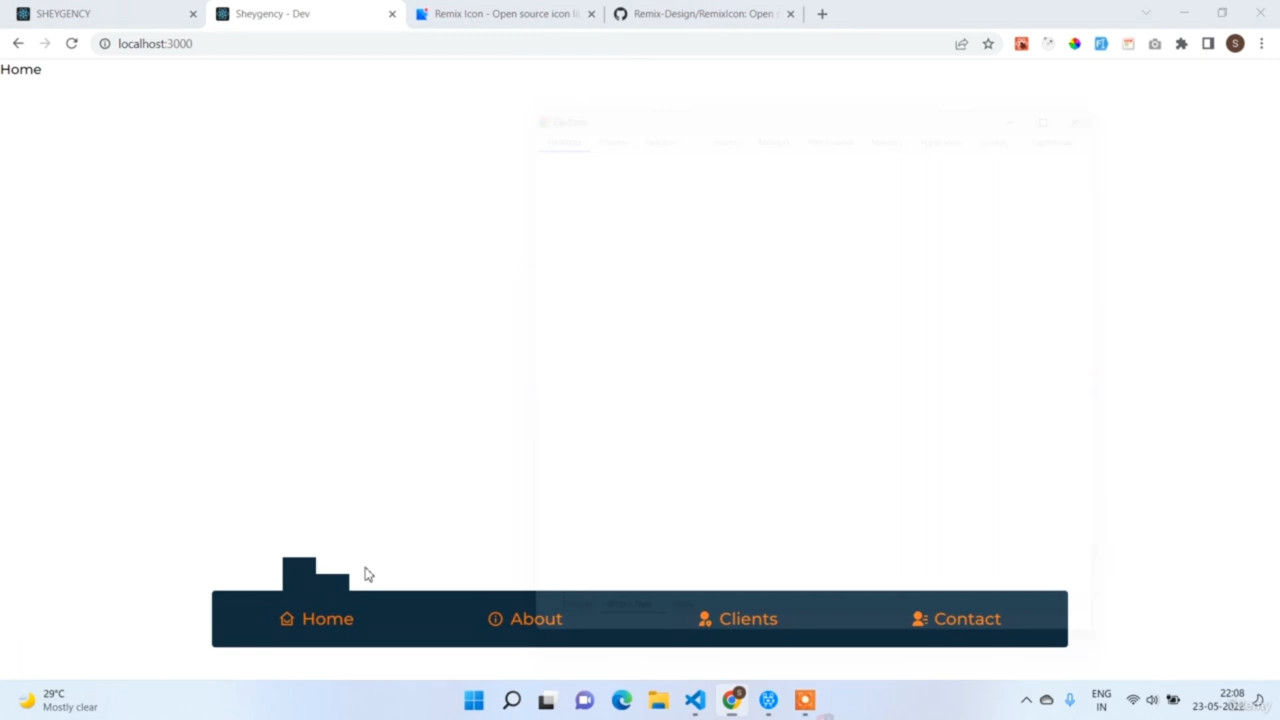 SHEYGENCY
Sheygency - Dev
Remix Icon - Open source icon li
Remix-Design/RemixIcon: Open s
localhost:3000
S
Home
Home
About
Clients
Contact
29°C
Mostly clear
ENG
IN
22:08
23-05-2022